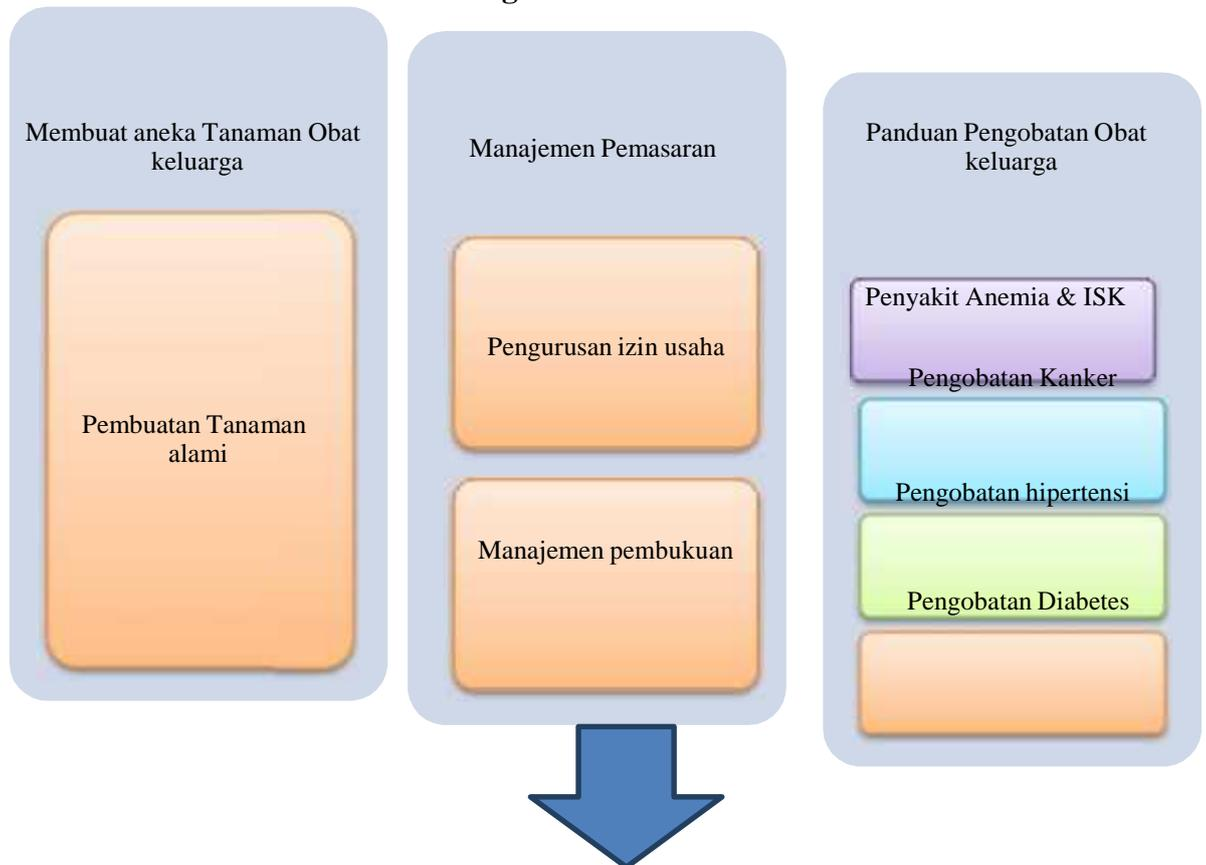 Membuat aneka Tanaman Obat
keluarga
Pembuatan Tanaman
alami
Manajemen Pemasaran
Pengurusan izin usaha
Manajemen pembukuan
Panduan Pengobatan Obat
keluarga
Penyakit Anemia & ISK
Pengobatan Kanker
Pengobatan hipertensi
Pengobatan Diabetes